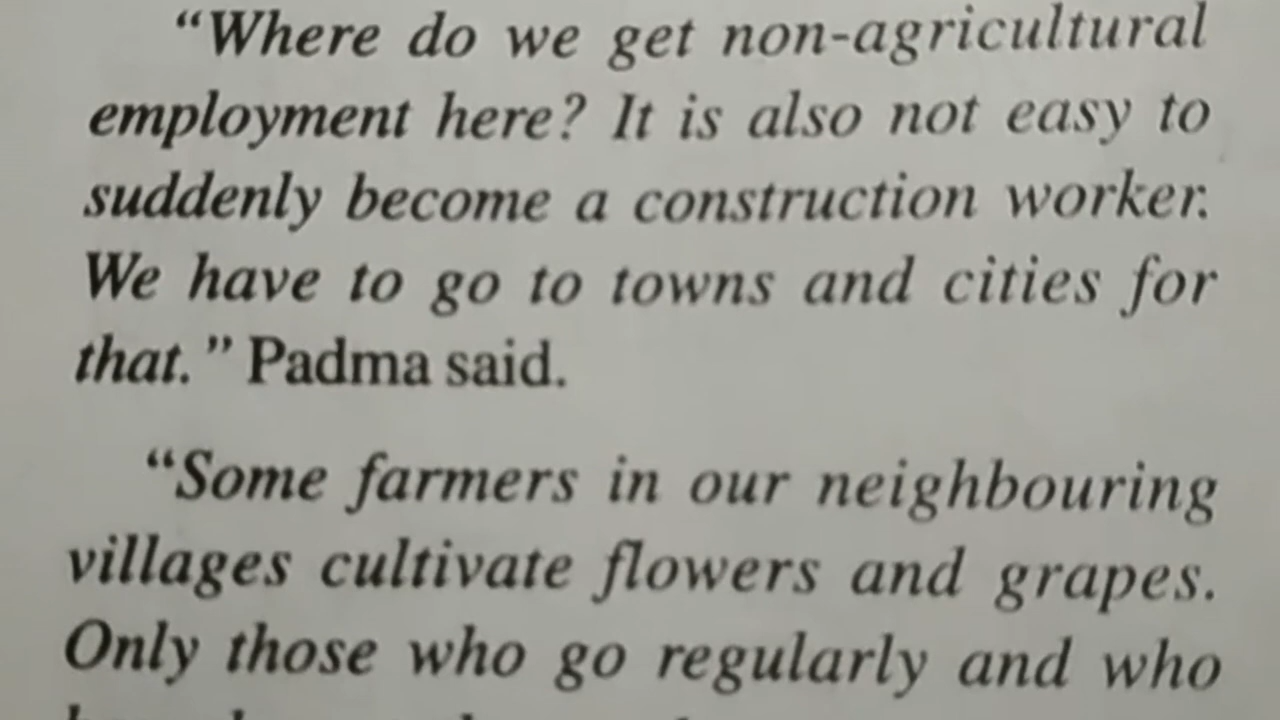 “Where do we get non-agricultural
employment here? It is also not easy to
suddenly become a construction worker.
We have to go to towns and cities for
that.” Padma said.
“Some farmers in our neighbouring
villages cultivate flowers and grapes.
Only those who go regularly and who